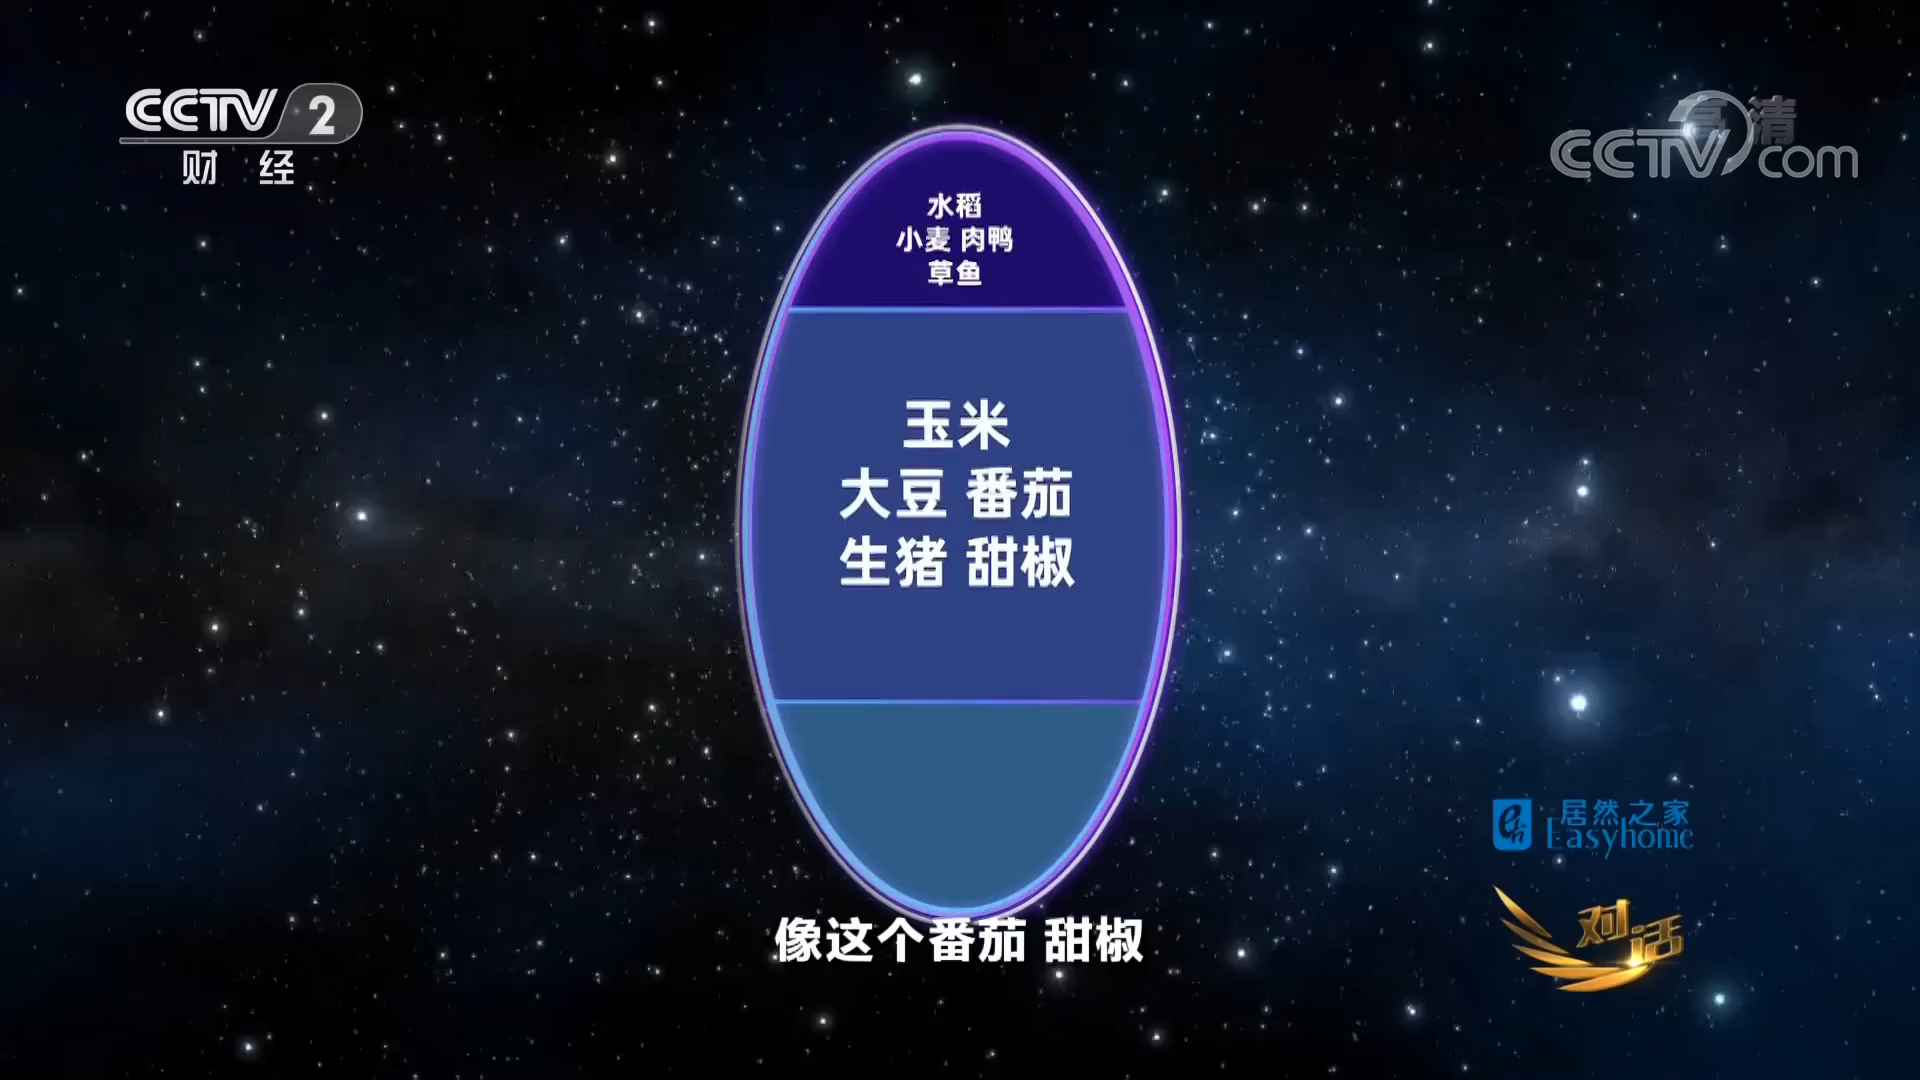 CCTV 2
财 经
高清
CCTV.com
水稻
小麦 肉鸭
草鱼
玉米
大豆 番茄
生猪 甜椒
居然之家
Easyhome
对话
像这个番茄 甜椒